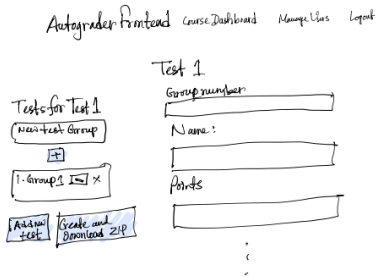 Autograder Frontend Course Dashboard Manage Users Logout
Test 1
Tests for Test 1
New test Group
+
1. Group 1 - x
Add new test
Create and Download ZIP
Group number
Name:
Points